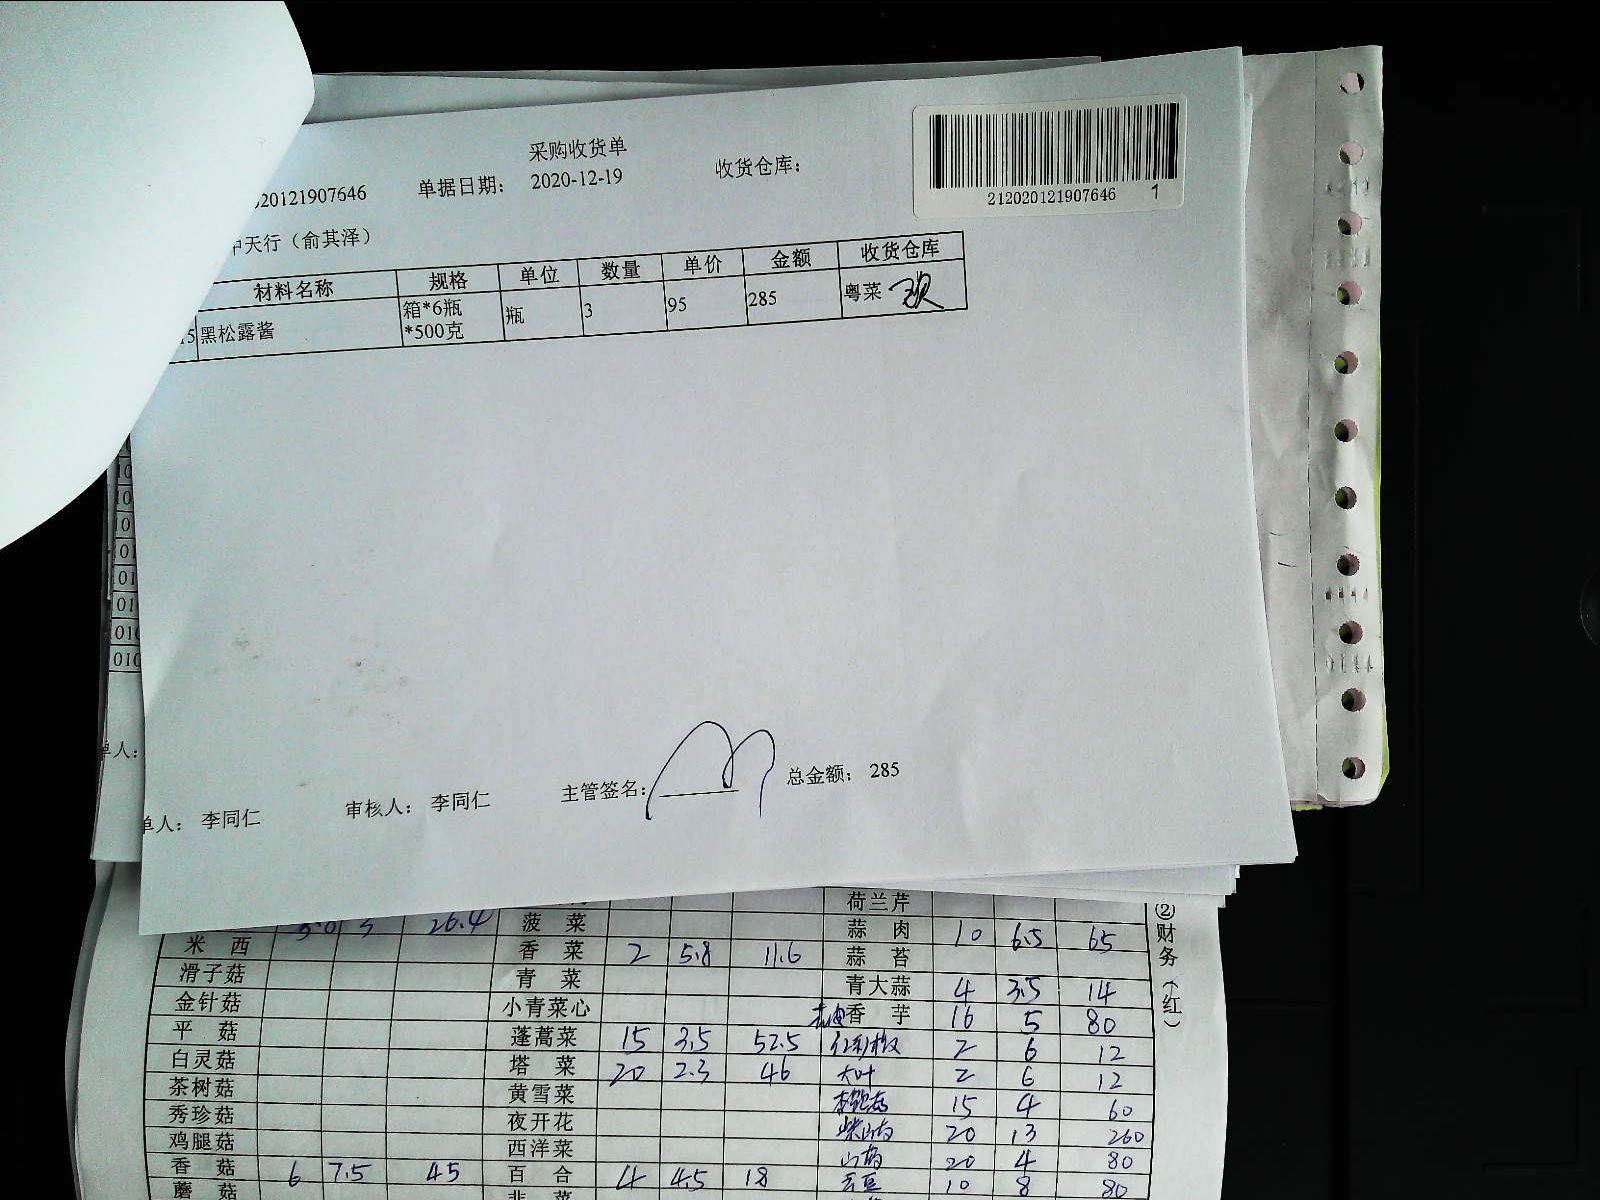 采购收货单
20121907646 单据日期： 2020-12-19 收货仓库：
212020121907646 1
中天行（俞其泽）
材料名称 规格 单位 数量 单价 金额 收货仓库
15 黑松露酱 箱*6瓶*500克 瓶 3 95 285 粤菜
01
01
01
010
010
单人：
单人： 李同仁 审核人： 李同仁 主管签名： 总金额： 285
荷兰芹
26.4 菠菜 蒜肉 10 6.5 65
米西 香菜 2 5.8 11.6 蒜苔
滑子菇 青菜 青大蒜 4 3.5 14
金针菇 小青菜心 香芋 16 5 80
平菇 蓬蒿菜 15 3.5 52.5 2 6 12
白灵菇 塔菜 20 2.3 46 大叶 2 6 12
茶树菇 黄雪菜 15 4 60
秀珍菇 夜开花 20 13 260
鸡腿菇 西洋菜 20 4 80
香菇 6 7.5 45 百合 4 4.5 18 10 8 80
蘑菇
②财务（红）